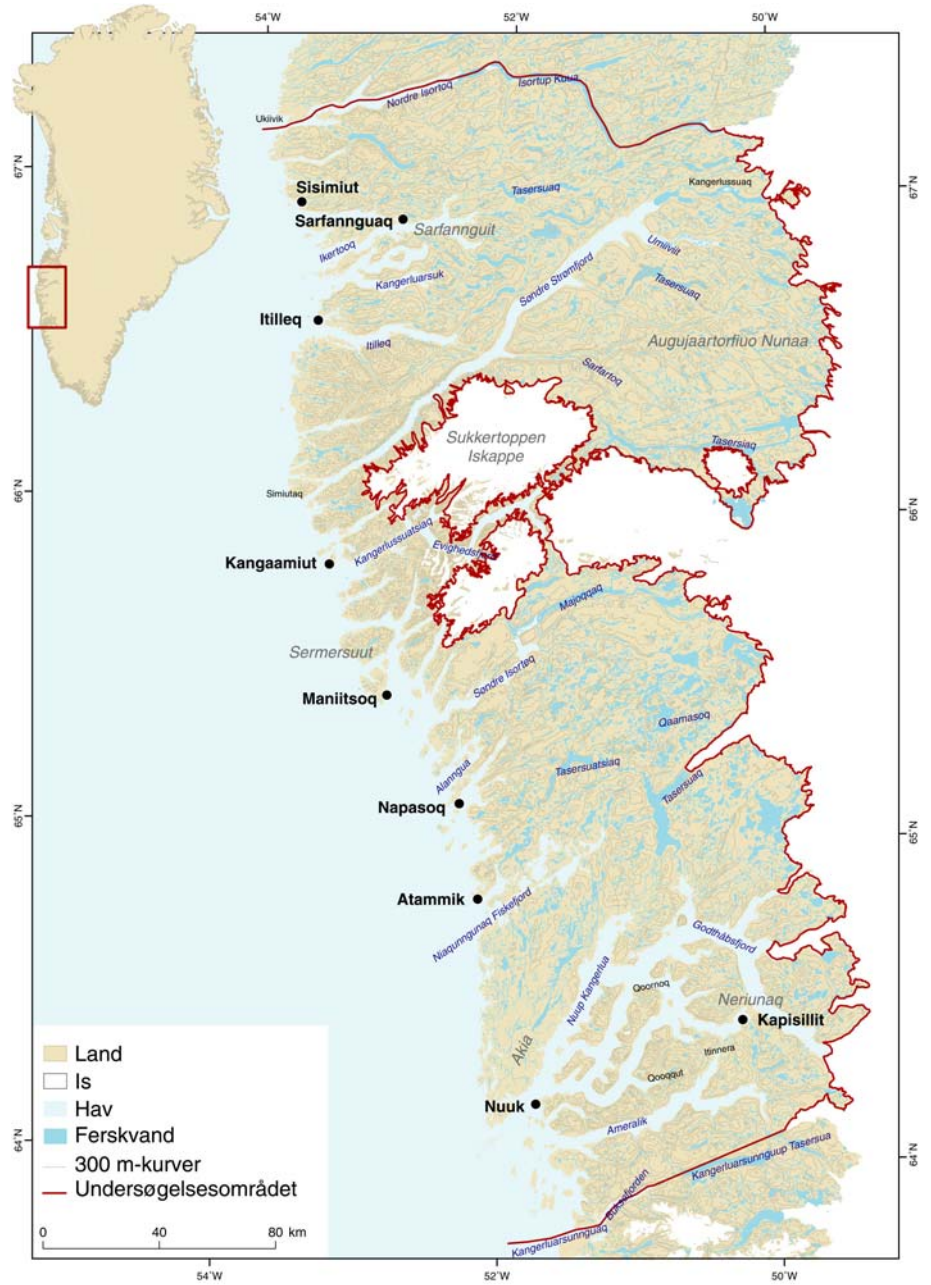 54°W
52°W
50°W
Ukiivik
Nordre Isortoq
Isortup Kuua
67°N
67°N
Sisimiut
Sarfannguaq
Sarfannguit
Tasersuaq
Kangerlussuaq
Ikertooq
Kangerluarsuk
Søndre Strømfjord
Umiiviit
Tasersuaq
Itilleq
Itilleq
Augujaartorfiuo Nunaa
Sarfartoq
Sukkertoppen
Iskappe
Tasersiaq
Simiutaq
66°N
66°N
Kangerlussuatsiaq
Kangaamiut
Majoqqaq
Sermersuut
Søndre Isorteq
Maniitsoq
Qaamasoq
Alanngua
Tasersuatsiaq
Tasersuaq
Napasoq
65°N
65°N
Atammik
Niaqunngunaq Fiskefjord
Godthåbsfjord
Nuup Kangerlua
Qoornoq
Neriunaq
Kapisillit
Akia
Itinnera
Qooqqut
Nuuk
Ameralik
64°N
64°N
Kangerluarsunnguup Tasersua
Buksefjorden
Kangerluarsunnguaq
Land
Is
Hav
Ferskvand
300 m-kurver
Undersøgelsesområdet
0 40 80 km
54°W
52°W
50°W